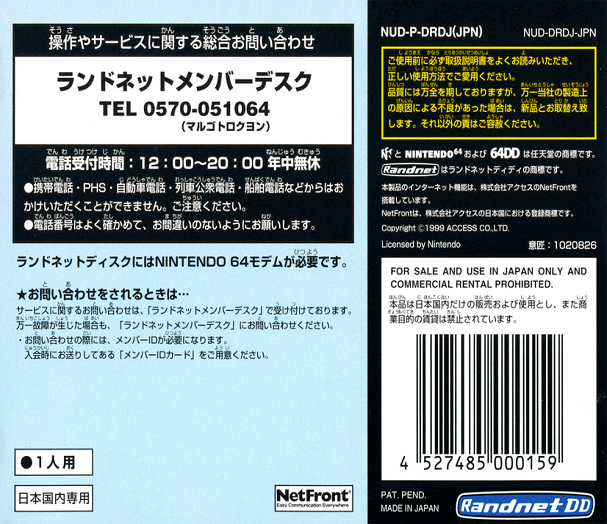 操作やサービスに関する総合お問い合わせ
ランドネットメンバーデスク
TEL 0570-051064
(マルゴトロクヨン)
電話受付時間：12：00〜20：00 年中無休
●携帯電話・PHS・自動車電話・列車公衆電話・船舶電話などからはお
かけいただくことができません。ご注意ください。
●電話番号はよく確かめて、お間違いのないようにお願いします。
ランドネットディスクにはNINTENDO 64モデムが必要です。
★お問い合わせをされるときは…
サービスに関するお問い合わせは、「ランドネットメンバーデスク」で受け付けております。
万一故障が生じた場合も、「ランドネットメンバーデスク」にお問い合わせください。
・お問い合わせの際には、メンバーIDが必要になります。
入会時にお送りしてある「メンバーIDカード」をご用意ください。
●1人用
日本国内専用
NetFront
Easy Communication Everywhere
NUD-P-DRDJ(JPN) NUD-DRDJ-JPN
ご使用前に必ず取扱説明書をよくお読みいただき、
正しい使用方法でご愛用ください。
品質には万全を期しておりますが、万一当社の製造上
の原因による不良があった場合は、新品とお取替え致
します。それ以外の責はご容赦ください。
と NINTENDO64 および 64DD は任天堂の商標です。
Randnet はランドネットディディの商標です。
本製品のインターネット機能は、株式会社アクセスのNetFrontを
搭載しています。
NetFrontは、株式会社アクセスの日本国における登録商標です。
Copyright ©1999 ACCESS CO.,LTD.
Licensed by Nintendo 意匠：1020826
FOR SALE AND USE IN JAPAN ONLY AND
COMMERCIAL RENTAL PROHIBITED.
本品は日本国内だけの販売および使用とし、また商
業目的の賃貸は禁止されています。
4 527485 000159
PAT. PEND.
MADE IN JAPAN
Randnet DD